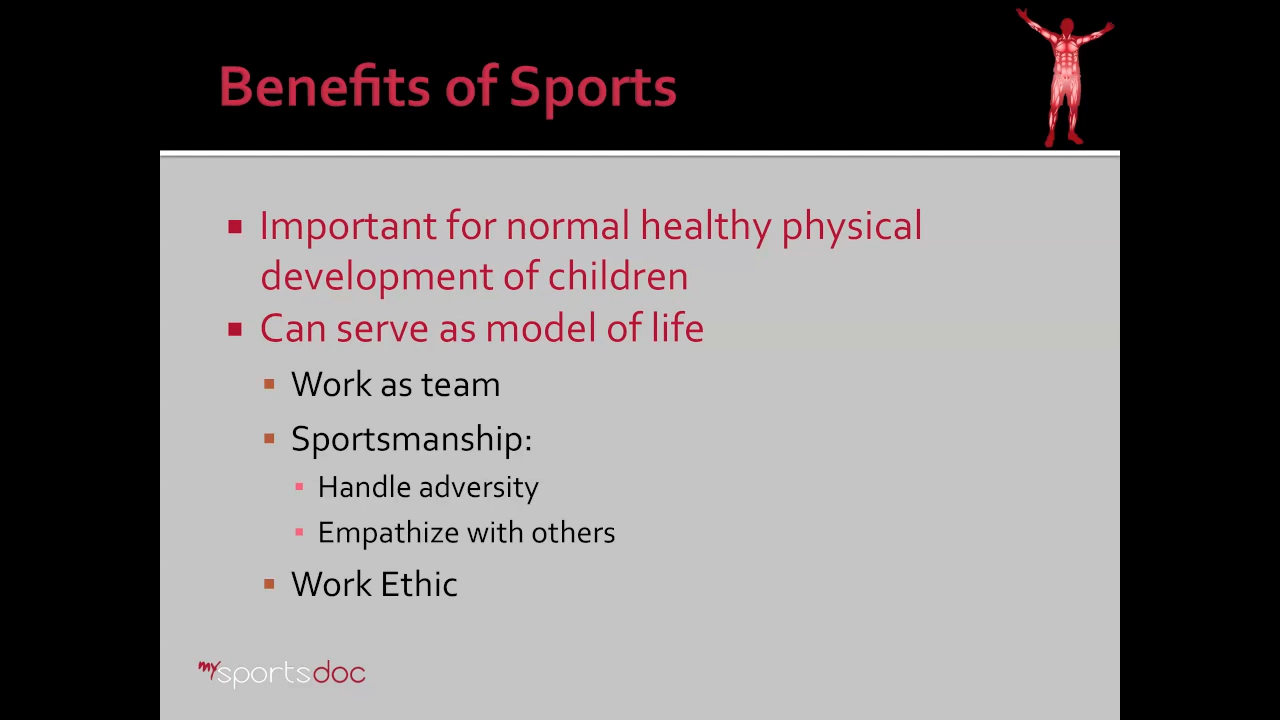 Benefits of Sports
Important for normal healthy physical
development of children
Can serve as model of life
Work as team
Sportsmanship:
Handle adversity
Empathize with others
Work Ethic
mysportsdoc